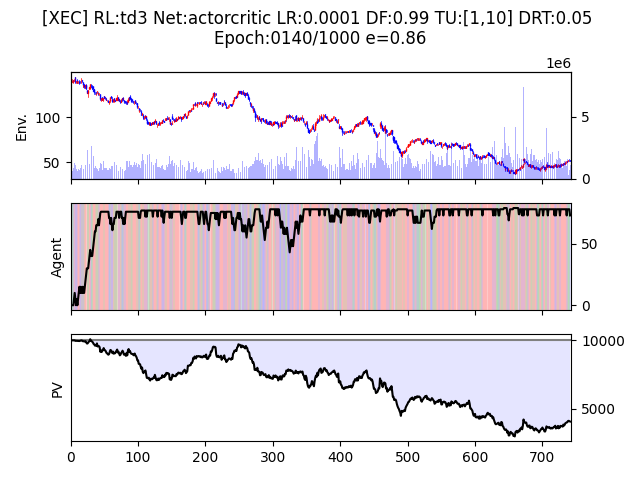 [XEC] RL:td3 Net:actorcritic LR:0.0001 DF:0.99 TU:[1,10] DRT:0.05
Epoch:0140/1000 e=0.86
1e6
Env.
100
50
5
0
Agent
50
0
PV
10000
5000
0 100 200 300 400 500 600 700